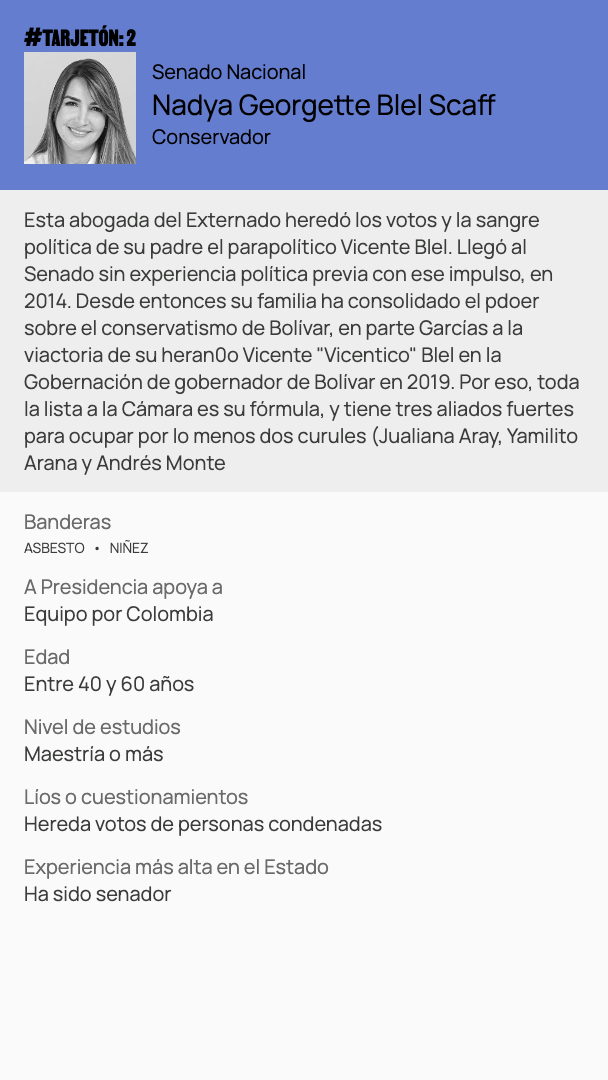 #TARJETÓN: 2
Senado Nacional
Nadya Georgette Blel Scaff
Conservador
Esta abogada del Externado heredó los votos y la sangre
política de su padre el parapolítico Vicente Blel. Llegó al
Senado sin experiencia política previa con ese impulso, en
2014. Desde entonces su familia ha consolidado el pdoer
sobre el conservatismo de Bolívar, en parte Garcías a la
viactoria de su heran0o Vicente "Vicentico" Blel en la
Gobernación de gobernador de Bolívar en 2019. Por eso, toda
la lista a la Cámara es su fórmula, y tiene tres aliados fuertes
para ocupar por lo menos dos curules (Jualiana Aray, Yamilito
Arana y Andrés Monte
Banderas
ASBESTO • NIÑEZ
A Presidencia apoya a
Equipo por Colombia
Edad
Entre 40 y 60 años
Nivel de estudios
Maestría o más
Líos o cuestionamientos
Hereda votos de personas condenadas
Experiencia más alta en el Estado
Ha sido senador